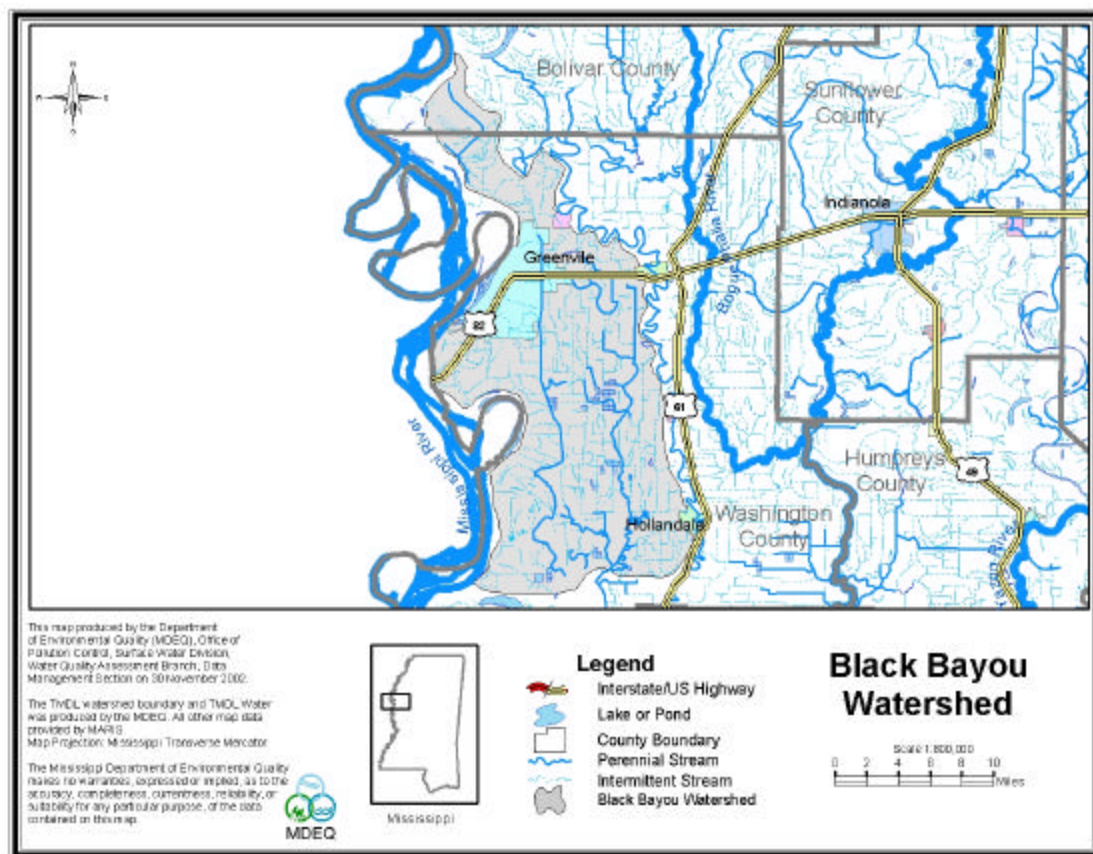 Bolivar County
Sunflower
County
Indianola
Greenville
Bogue Phalia River
82
61
Mississippi River
Humpreys
County
49
Hollandale
Washington
County
River
This map produced by the Department
of Environmental Quality (MDEQ), Office of
Pollution Control, Surface Water Division,
Water Quality Assessment Branch, Data
Management Section on 30 November 2002.
The TMDL watershed boundary and TMDL Water
was produced by the MDEQ. All other map data
provided by MARIS.
Map Projection: Mississippi Transverse Mercator
The Mississippi Department of Environmental Quality
makes no warranties, expressed or implied, as to the
accuracy, completeness, currentness, reliability, or
suitability for any particular purpose, of the data
contained on this map.
MDEQ
Mississippi
Legend
Interstate/US Highway
Lake or Pond
County Boundary
Perennial Stream
Intermittent Stream
Black Bayou Watershed
Black Bayou
Watershed
Scale 1:800,000
0 2 4 6 8 10
Miles